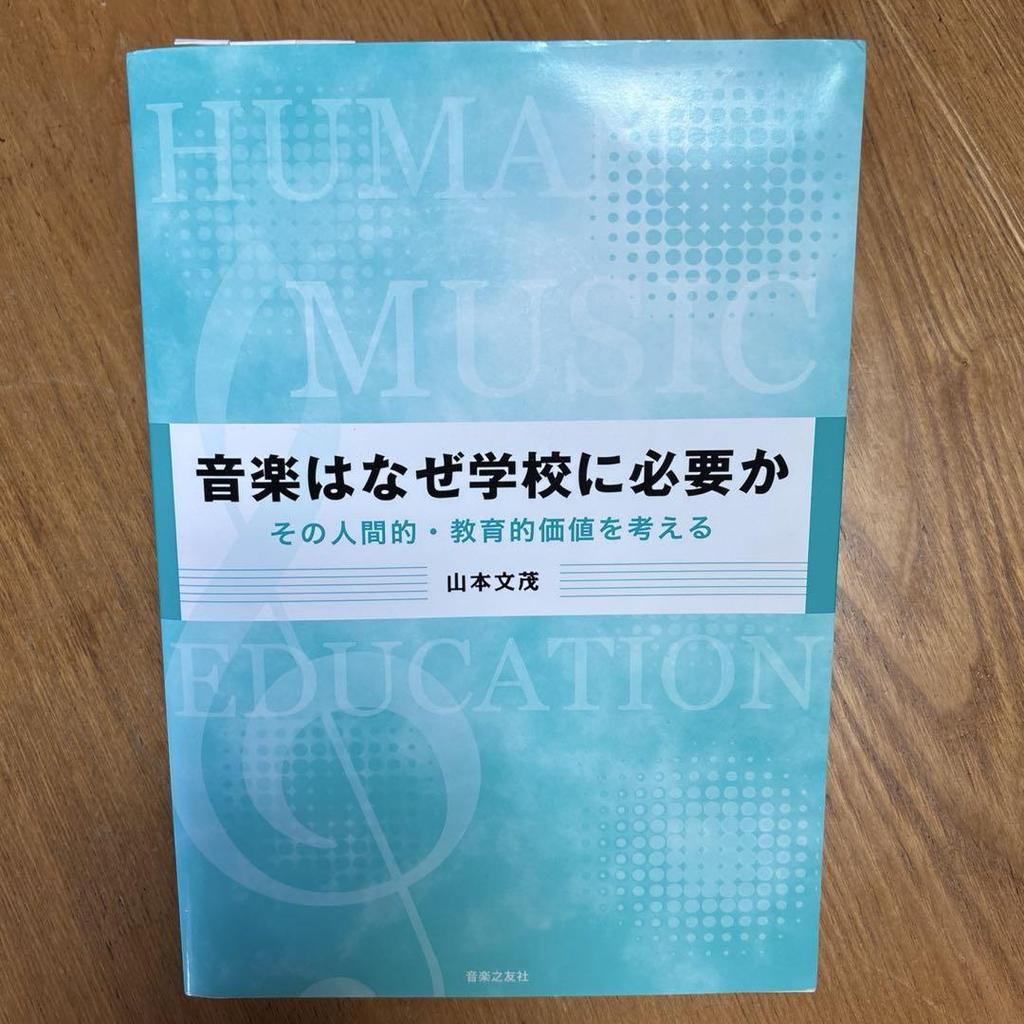 HUMAN
MUSIC
音楽はなぜ学校に必要か
その人間的・教育的価値を考える
山本文茂
EDUCATION
音楽之友社